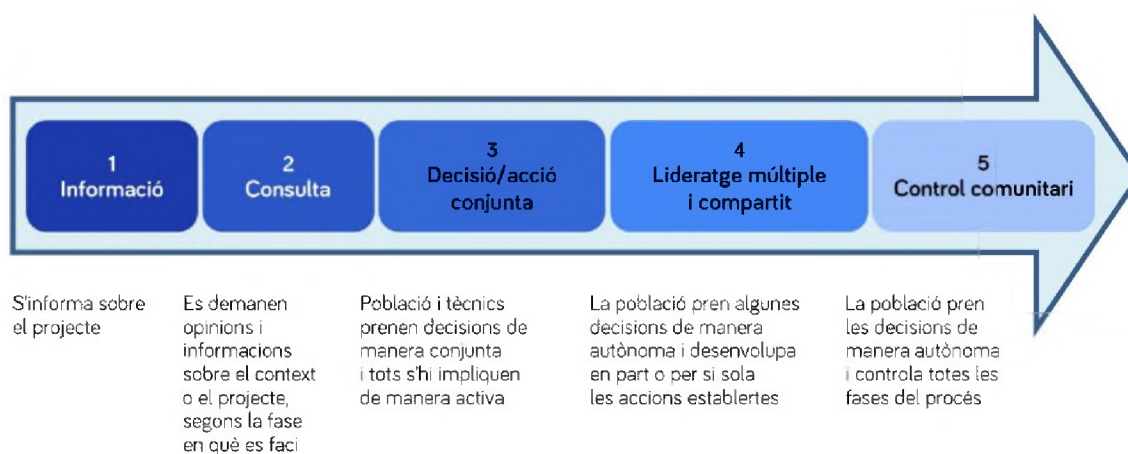 1
Informació
2
Consulta
3
Decisió/acció
conjunta
4
Lideratge múltiple
i compartit
5
Control comunitari
S'informa sobre
el projecte
Es demanen
opinions i
informacions
sobre el context
o el projecte,
segons la fase
en què es faci
Població i tècnics
prenen decisions de
manera conjunta
i tots s'hi impliquen
de manera activa
La població pren algunes
decisions de manera
autònoma i desenvolupa
en part o per si sola
les accions establertes
La població pren
les decisions de
manera autònoma
i controla totes les
fases del procés